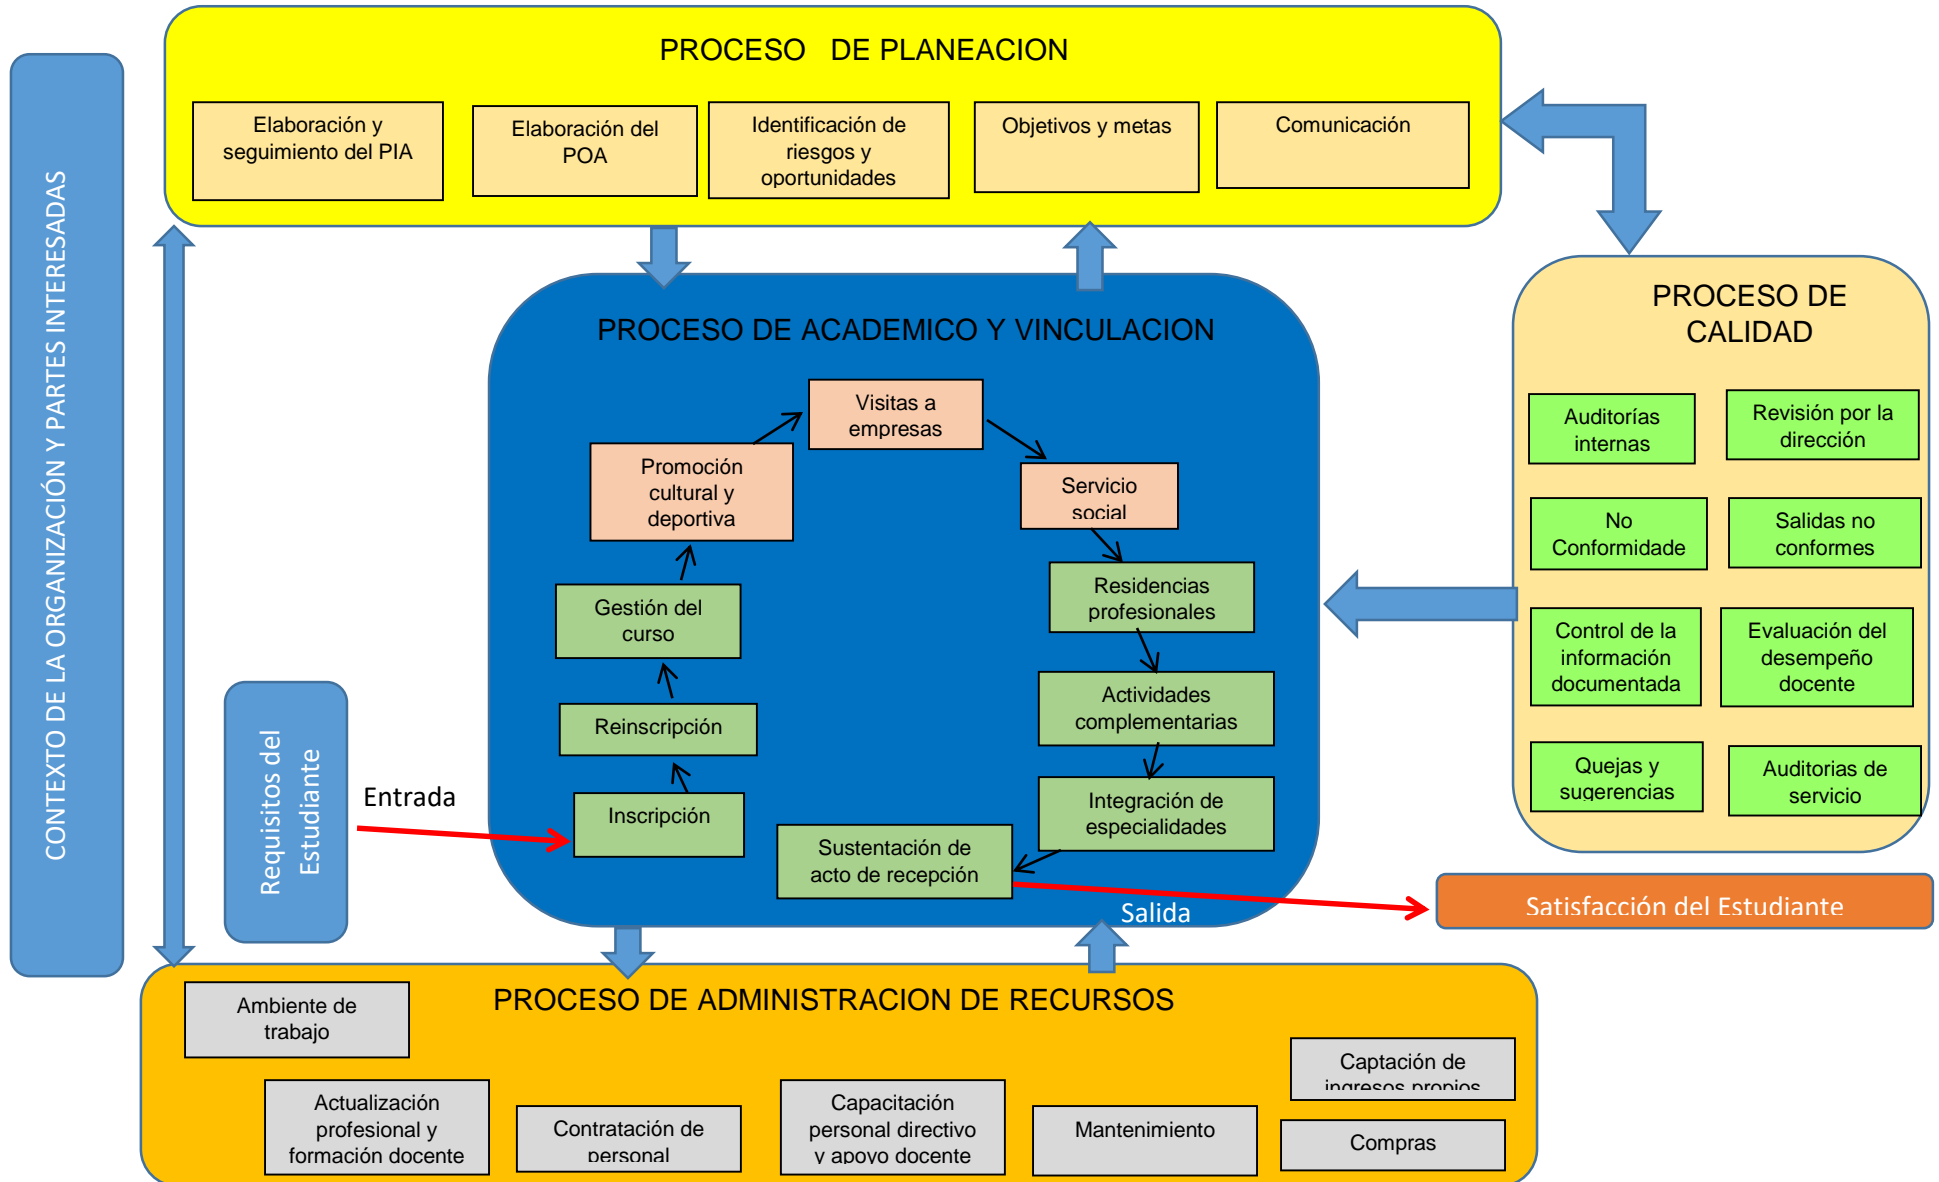 PROCESO DE PLANEACION
Elaboración y
seguimiento del PIA
Elaboración del
POA
Identificación de
riesgos y
oportunidades
Objetivos y metas
Comunicación
CONTEXTO DE LA ORGANIZACIÓN Y PARTES INTERESADAS
PROCESO DE ACADEMICO Y VINCULACION
Visitas a
empresas
Promoción
cultural y
deportiva
Servicio
social
Gestión del
curso
Residencias
profesionales
Reinscripción
Actividades
complementarias
Inscripción
Integración de
especialidades
Sustentación de
acto de recepción
Requisitos del
Estudiante
Entrada
Salida
PROCESO DE
CALIDAD
Auditorías
internas
Revisión por la
dirección
No
Conformidade
Salidas no
conformes
Control de la
información
documentada
Evaluación del
desempeño
docente
Quejas y
sugerencias
Auditorias de
servicio
Satisfacción del Estudiante
PROCESO DE ADMINISTRACION DE RECURSOS
Ambiente de
trabajo
Actualización
profesional y
formación docente
Contratación de
personal
Capacitación
personal directivo
y apoyo docente
Mantenimiento
Captación de
ingresos propios
Compras